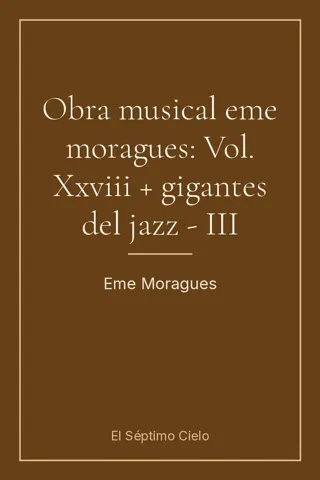 Obra musical eme
moragues: Vol.
Xxviii + gigantes
del jazz - III
Eme Moragues
El Séptimo Cielo